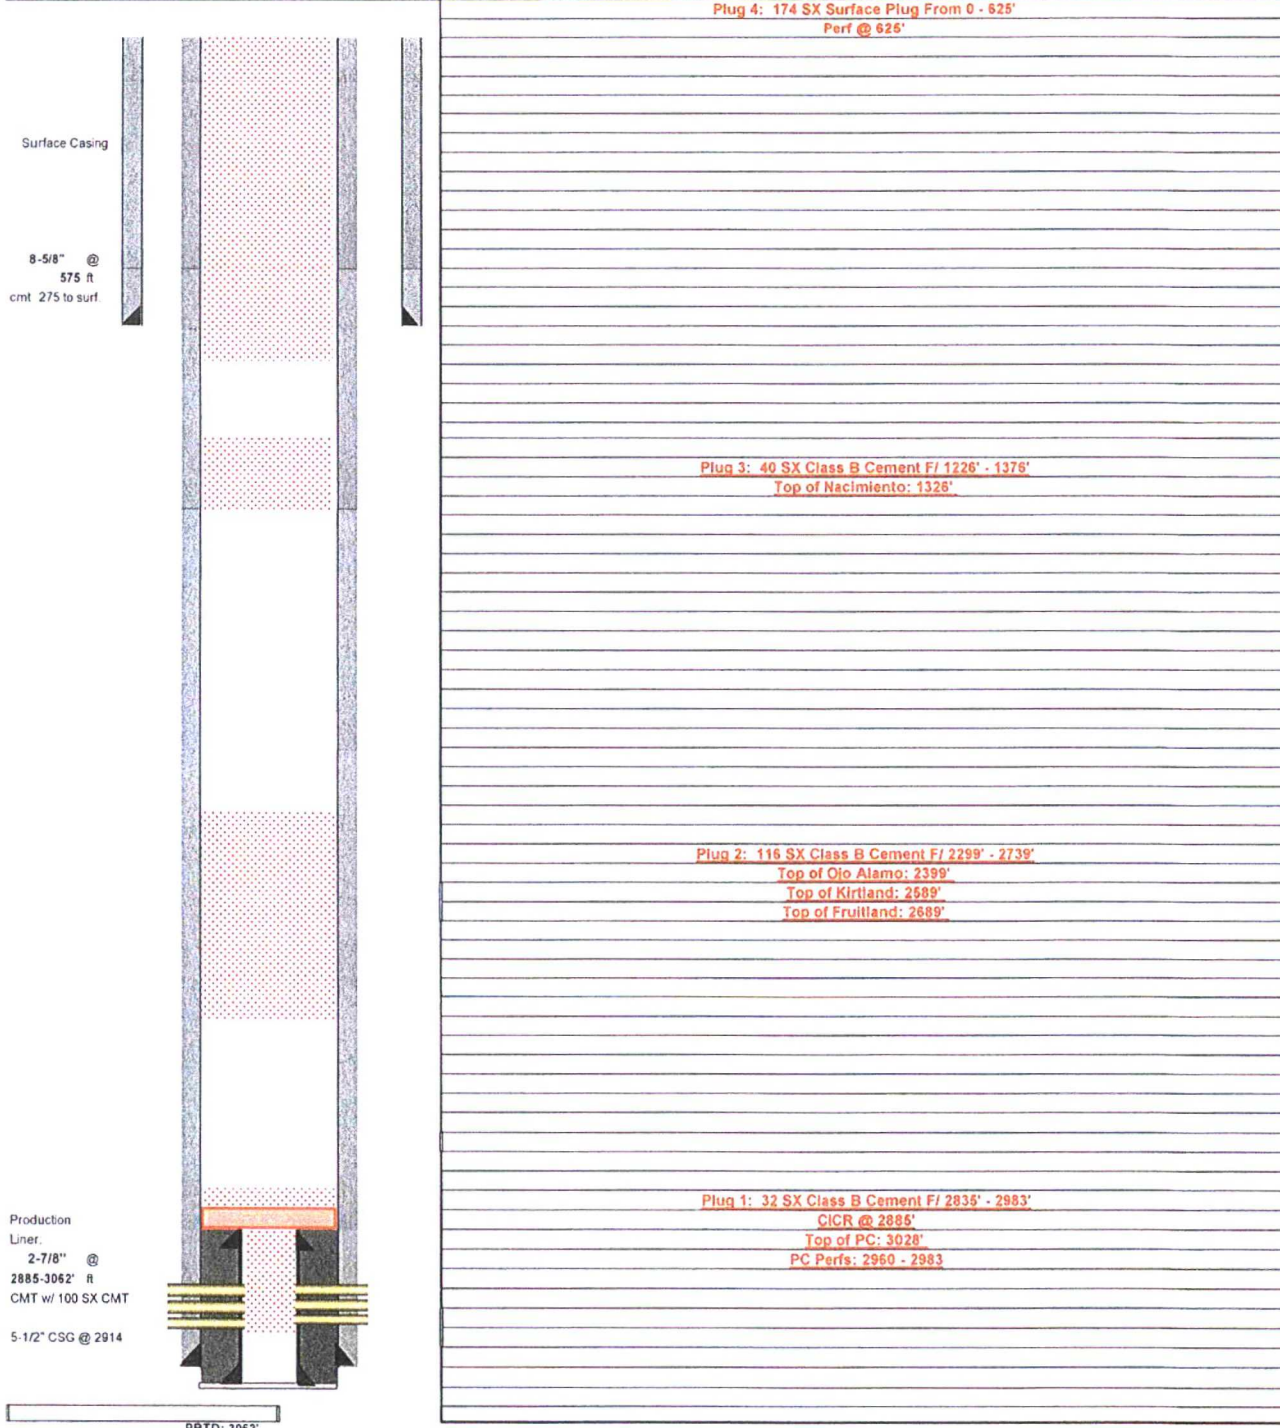 Plug 4: 174 SX Surface Plug From 0 - 625'
Perf @ 625'
Surface Casing
8-5/8" @
575 ft
cmt 275 to surf.
Plug 3: 40 SX Class B Cement F/ 1226' - 1376'
Top of Nacimiento: 1326'
Plug 2: 116 SX Class B Cement F/ 2299' - 2739'
Top of Ojo Alamo: 2399'
Top of Kirtland: 2589'
Top of Fruitland: 2689'
Plug 1: 32 SX Class B Cement F/ 2835' - 2983'
CICR @ 2885'
Top of PC: 3028'
PC Perfs: 2960 - 2983
Production
Liner.
2-7/8" @
2885-3062' ft
CMT w/ 100 SX CMT
5-1/2" CSG @ 2914
PBTD: 3062'